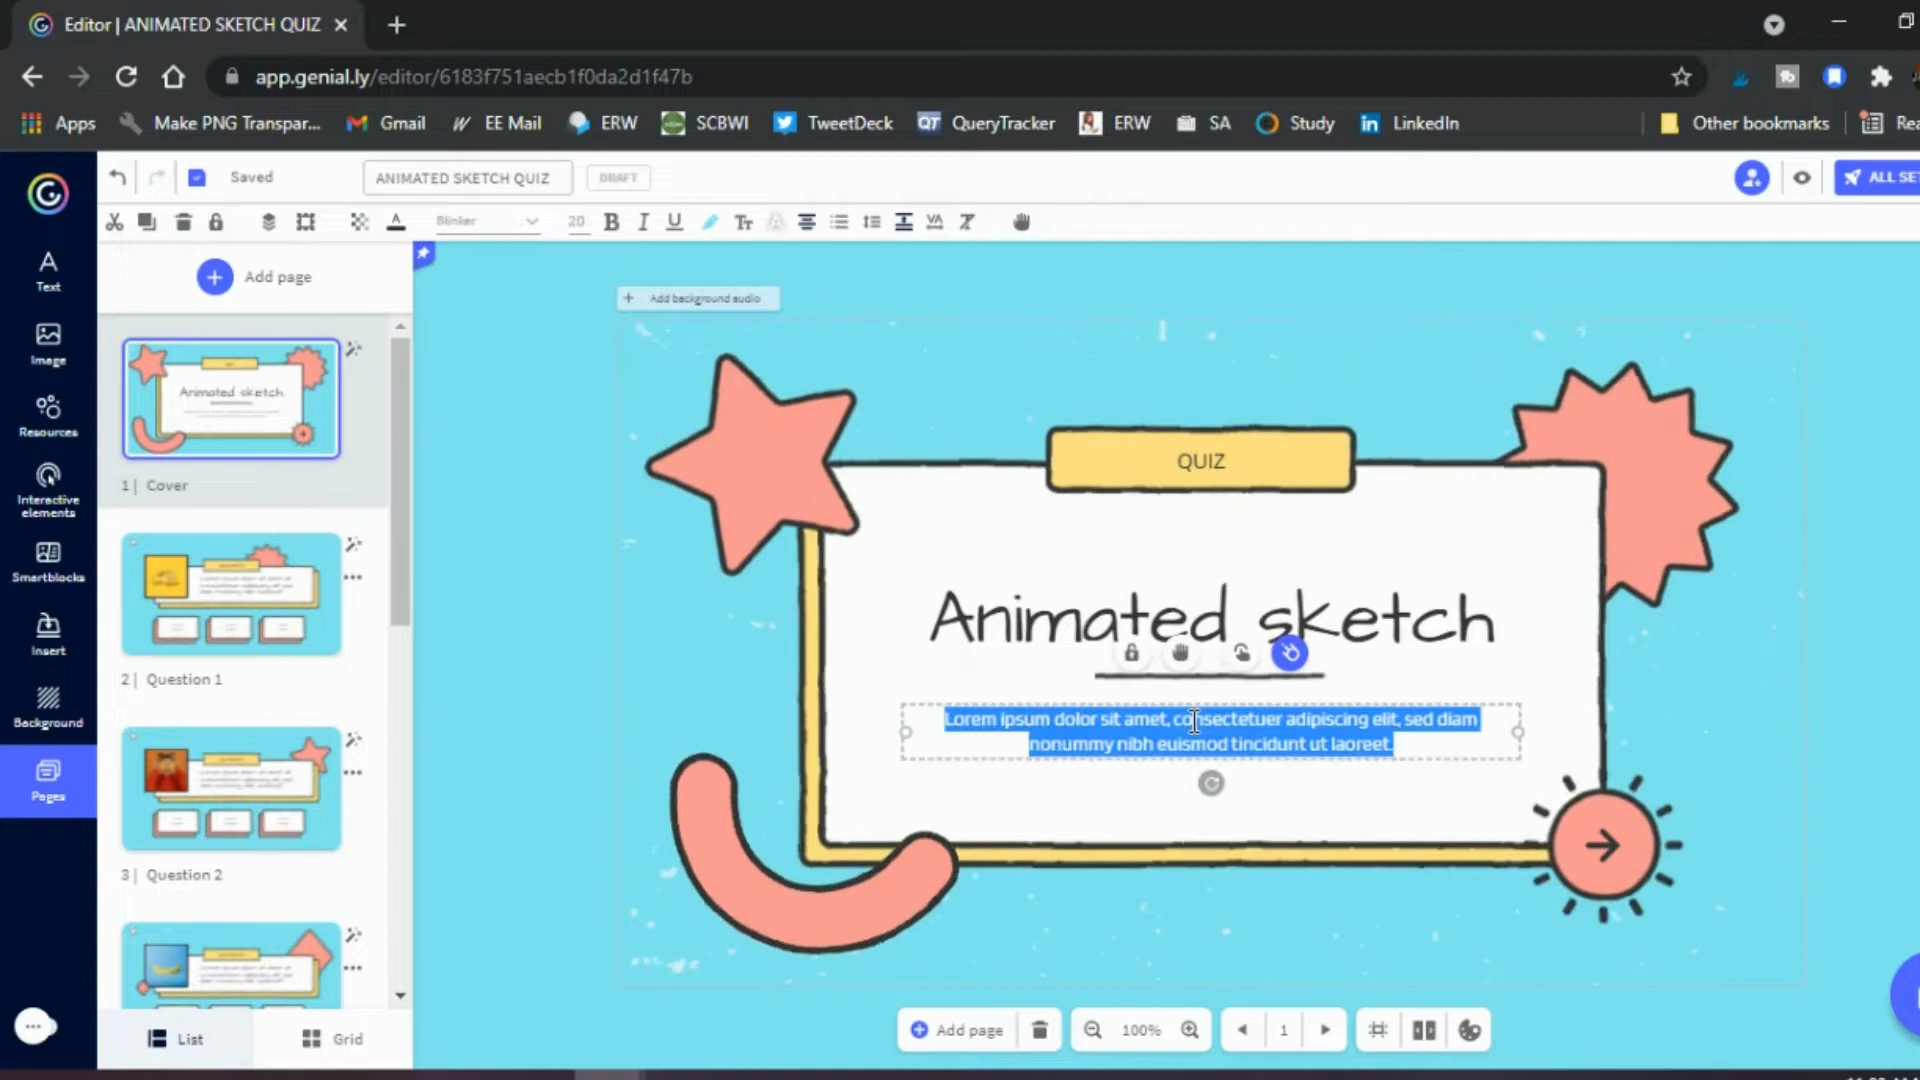 Editor | ANIMATED SKETCH QUIZ
app.genial.ly/editor/6183f751aecb1f0da2d1f47b
Apps
Make PNG Transpar...
Gmail
EE Mail
ERW
SCBWI
TweetDeck
QT
QueryTracker
ERW
SA
Study
in
LinkedIn
Other bookmarks
Saved
ANIMATED SKETCH QUIZ
DRAFT
Blinker
20
Text
Image
Resources
Interactive
elements
Smartblocks
Insert
Background
Pages
Add page
Animated sketch
1 | Cover
2 | Question 1
3 | Question 2
List
Grid
+ Add background audio
QUIZ
Animated sketch
Lorem ipsum dolor sit amet, consectetuer adipiscing elit, sed diam
nonummy nibh euismod tincidunt ut laoreet.
Add page
100%
1